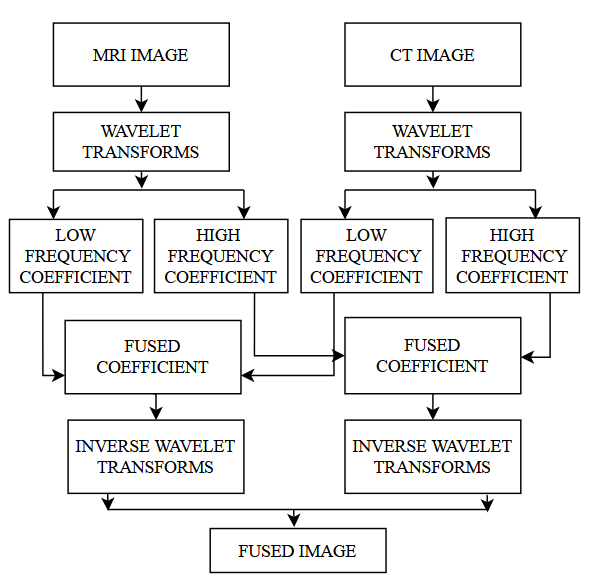 MRI IMAGE
CT IMAGE
WAVELET
TRANSFORMS
WAVELET
TRANSFORMS
LOW
FREQUENCY
COEFFICIENT
HIGH
FREQUENCY
COEFFICIENT
LOW
FREQUENCY
COEFFICIENT
HIGH
FREQUENCY
COEFFICIENT
FUSED
COEFFICIENT
FUSED
COEFFICIENT
INVERSE WAVELET
TRANSFORMS
INVERSE WAVELET
TRANSFORMS
FUSED IMAGE